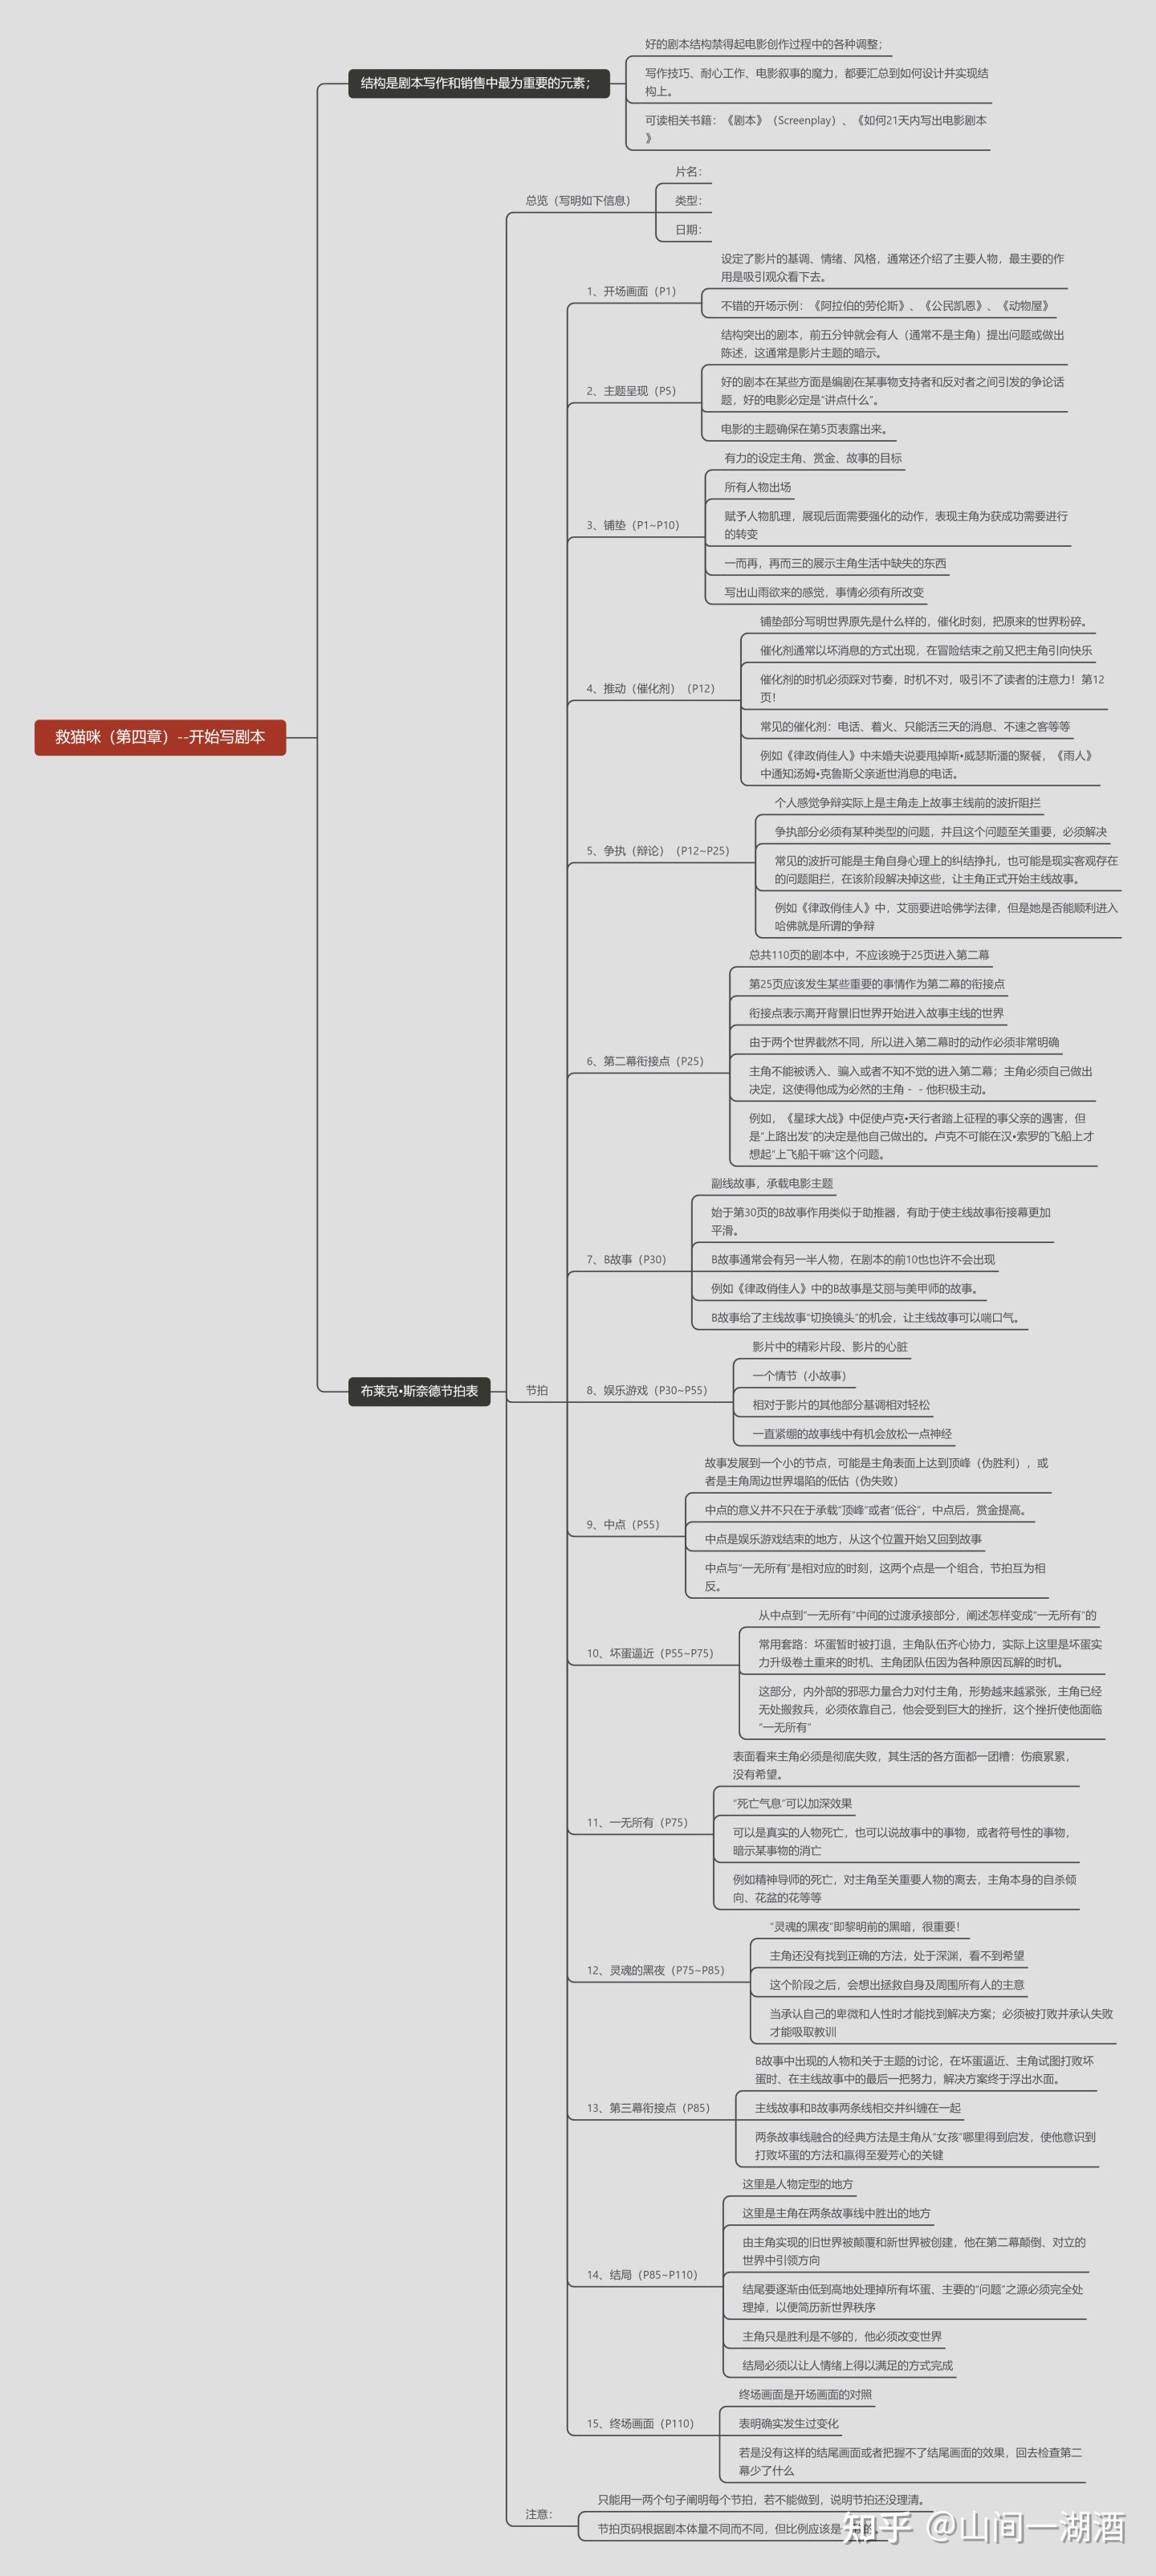 好的剧本结构禁得起电影创作过程中的各种调整；
结构是剧本写作和销售中最为重要的元素；
写作技巧、耐心工作、电影叙事的魔力，都要汇总到如何设计并实现结
构上。
可读相关书籍：《剧本》（Screenplay）、《如何21天内写出电影剧本
》
救猫咪（第四章）--开始写剧本
布莱克•斯奈德节拍表
总览（写明如下信息）
片名：
类型：
日期：
节拍
1、开场画面（P1）
设定了影片的基调、情绪、风格，通常还介绍了主要人物，最主要的作
用是吸引观众看下去。
不错的开场示例：《阿拉伯的劳伦斯》、《公民凯恩》、《动物屋》
2、主题呈现（P5）
结构突出的剧本，前五分钟就会有人（通常不是主角）提出问题或做出
陈述，这通常是影片主题的暗示。
好的剧本在某些方面是编剧在某事物支持者和反对者之间引发的争论话
题，好的电影必定是“讲点什么”。
电影的主题确保在第5页表露出来。
3、铺垫（P1~P10）
有力的设定主角、赏金、故事的目标
所有人物出场
赋予人物肌理，展现后面需要强化的动作，表现主角为获成功需要进行
的转变
一而再，再而三的展示主角生活中缺失的东西
写出山雨欲来的感觉，事情必须有所改变
4、推动（催化剂）（P12）
铺垫部分写明世界原先是什么样的，催化时刻，把原来的世界粉碎。
催化剂通常以坏消息的方式出现，在冒险结束之前又把主角引向快乐
催化剂的时机必须踩对节奏，时机不对，吸引不了读者的注意力！第12
页！
常见的催化剂：电话、着火、只能活三天的消息、不速之客等等
例如《律政俏佳人》中未婚夫说要甩掉斯•威瑟斯潘的聚餐，《雨人》
中通知汤姆•克鲁斯父亲逝世消息的电话。
5、争执（辩论）（P12~P25）
个人感觉争辩实际上是主角走上故事主线前的波折阻拦
争执部分必须有某种类型的问题，并且这个问题至关重要，必须解决
常见的波折可能是主角自身心理上的纠结挣扎，也可能是现实客观存在
的问题阻拦，在该阶段解决掉这些，让主角正式开始主线故事。
例如《律政俏佳人》中，艾丽要进哈佛学法律，但是她是否能顺利进入
哈佛就是所谓的争辩
6、第二幕衔接点（P25）
总共110页的剧本中，不应该晚于25页进入第二幕
第25页应该发生某些重要的事情作为第二幕的衔接点
衔接点表示离开背景旧世界开始进入故事主线的世界
由于两个世界截然不同，所以进入第二幕时的动作必须非常明确
主角不能被诱入、骗入或者不知不觉的进入第二幕；主角必须自己做出
决定，这使得他成为必然的主角－－他积极主动。
例如，《星球大战》中促使卢克•天行者踏上征程的事父亲的遇害，但
是“上路出发”的决定是他自己做出的。卢克不可能在汉•索罗的飞船上才
想起“上飞船干嘛”这个问题。
7、B故事（P30）
副线故事，承载电影主题
始于第30页的B故事作用类似于助推器，有助于使主线故事衔接幕更加
平滑。
B故事通常会有另一半人物，在剧本的前10也也许不会出现
例如《律政俏佳人》中的B故事是艾丽与美甲师的故事。
B故事给了主线故事“切换镜头”的机会，让主线故事可以喘口气。
8、娱乐游戏（P30~P55）
影片中的精彩片段、影片的心脏
一个情节（小故事）
相对于影片的其他部分基调相对轻松
一直紧绷的故事线中有机会放松一点神经
9、中点（P55）
故事发展到一个小的节点，可能是主角表面上达到顶峰（伪胜利），或
者是主角周边世界塌陷的低估（伪失败）
中点的意义并不只在于承载“顶峰”或者“低谷”，中点后，赏金提高。
中点是娱乐游戏结束的地方，从这个位置开始又回到故事
中点与“一无所有”是相对应的时刻，这两个点是一个组合，节拍互为相
反。
10、坏蛋逼近（P55~P75）
从中点到“一无所有”中间的过渡承接部分，阐述怎样变成“一无所有”的
常用套路：坏蛋暂时被打退，主角队伍齐心协力，实际上这里是坏蛋实
力升级卷土重来的时机、主角团队伍因为各种原因瓦解的时机。
这部分，内外部的邪恶力量合力对付主角，形势越来越紧张，主角已经
无处搬救兵，必须依靠自己，他会受到巨大的挫折，这个挫折使他面临
“一无所有”
11、一无所有（P75）
表面看来主角必须是彻底失败，其生活的各方面都一团糟：伤痕累累，
没有希望。
“死亡气息”可以加深效果
可以是真实的人物死亡，也可以说故事中的事物，或者符号性的事物，
暗示某事物的消亡
例如精神导师的死亡，对主角至关重要人物的离去，主角本身的自杀倾
向、花盆的花等等
12、灵魂的黑夜（P75~P85）
“灵魂的黑夜”即黎明前的黑暗，很重要！
主角还没有找到正确的方法，处于深渊，看不到希望
这个阶段之后，会想出拯救自身及周围所有人的主意
当承认自己的卑微和人性时才能找到解决方案；必须被打败并承认失败
才能吸取教训
13、第三幕衔接点（P85）
B故事中出现的人物和关于主题的讨论，在坏蛋逼近、主角试图打败坏
蛋时、在主线故事中的最后一把努力，解决方案终于浮出水面。
主线故事和B故事两条线相交并纠缠在一起
两条故事线融合的经典方法是主角从“女孩”哪里得到启发，使他意识到
打败坏蛋的方法和赢得至爱芳心的关键
14、结局（P85~P110）
这里是人物定型的地方
这里是主角在两条故事线中胜出的地方
由主角实现的旧世界被颠覆和新世界被创建，他在第二幕颠倒、对立的
世界中引领方向
结尾要逐渐由低到高地处理掉所有坏蛋、主要的“问题”之源必须完全处
理掉，以便简历新世界秩序
主角只是胜利是不够的，他必须改变世界
结局必须以让人情绪上得以满足的方式完成
15、终场画面（P110）
终场画面是开场画面的对照
表明确实发生过变化
若是没有这样的结尾画面或者把握不了结尾画面的效果，回去检查第二
幕少了什么
注意：
只能用一两个句子阐明每个节拍，若不能做到，说明节拍还没理清。
节拍页码根据剧本体量不同而不同，但比例应该是
知乎 @山间一湖酒